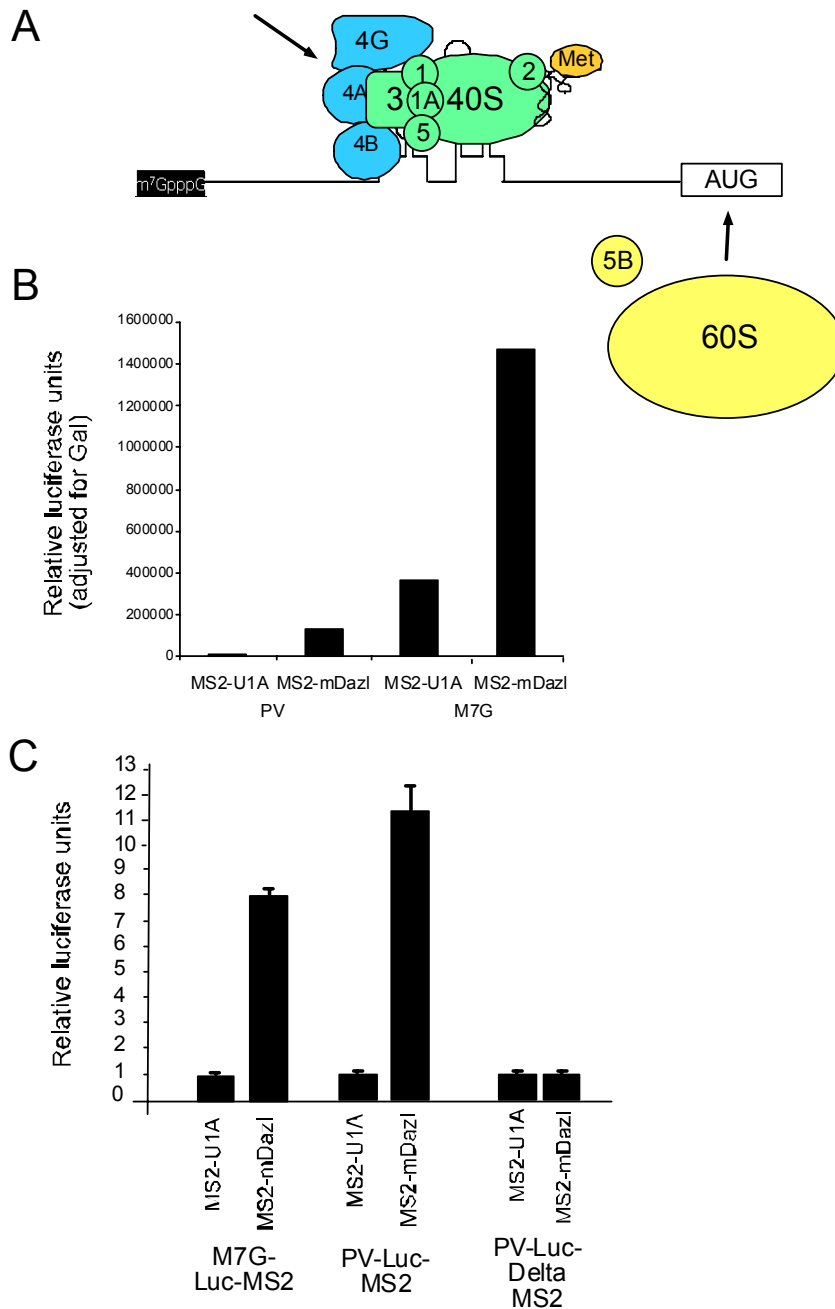 A
4G
Met
1
2
4A
3
1A
40S
5
4B
m⁷GpppG
AUG
5B
60S
B
Relative luciferase units
(adjusted for Gal)
1600000
1400000
1200000
1000000
800000
600000
400000
200000
0
MS2-U1A MS2-mDazl MS2-U1A MS2-mDazl
PV M7G
C
Relative luciferase units
13
12
11
10
9
8
7
6
5
4
3
2
1
0
MS2-U1A
MS2-mDazl
MS2-U1A
MS2-mDazl
MS2-U1A
MS2-mDazl
M7G-
Luc-MS2
PV-Luc-
MS2
PV-Luc-
Delta
MS2